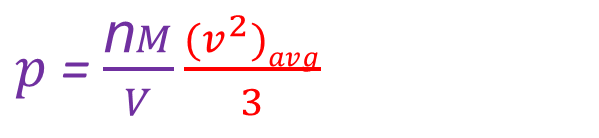 p = nM/V (v²)avg/3